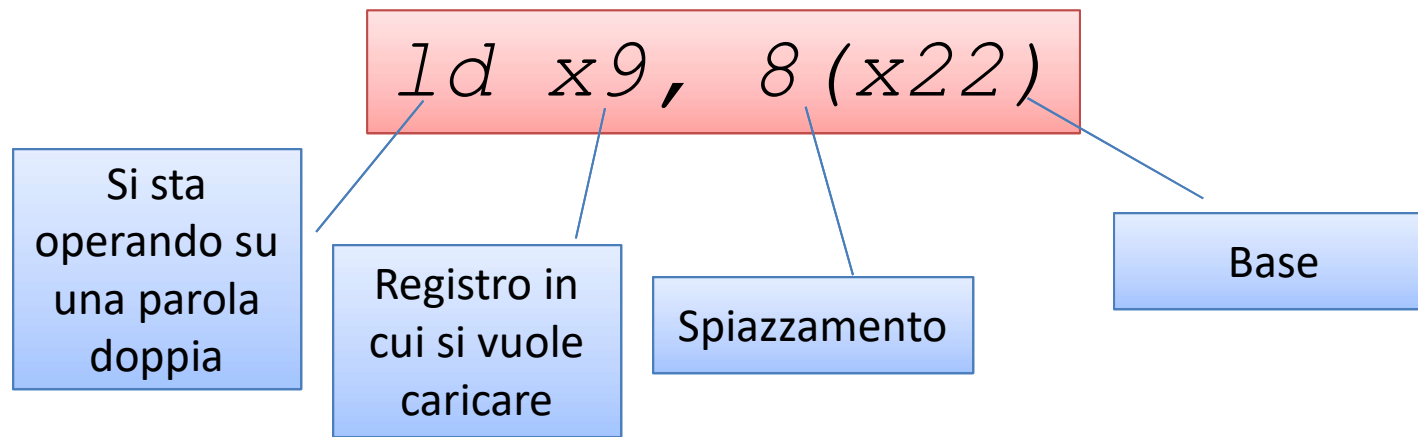 ld x9, 8(x22)
Si sta
operando su
una parola
doppia
Registro in
cui si vuole
caricare
Spiazzamento
Base